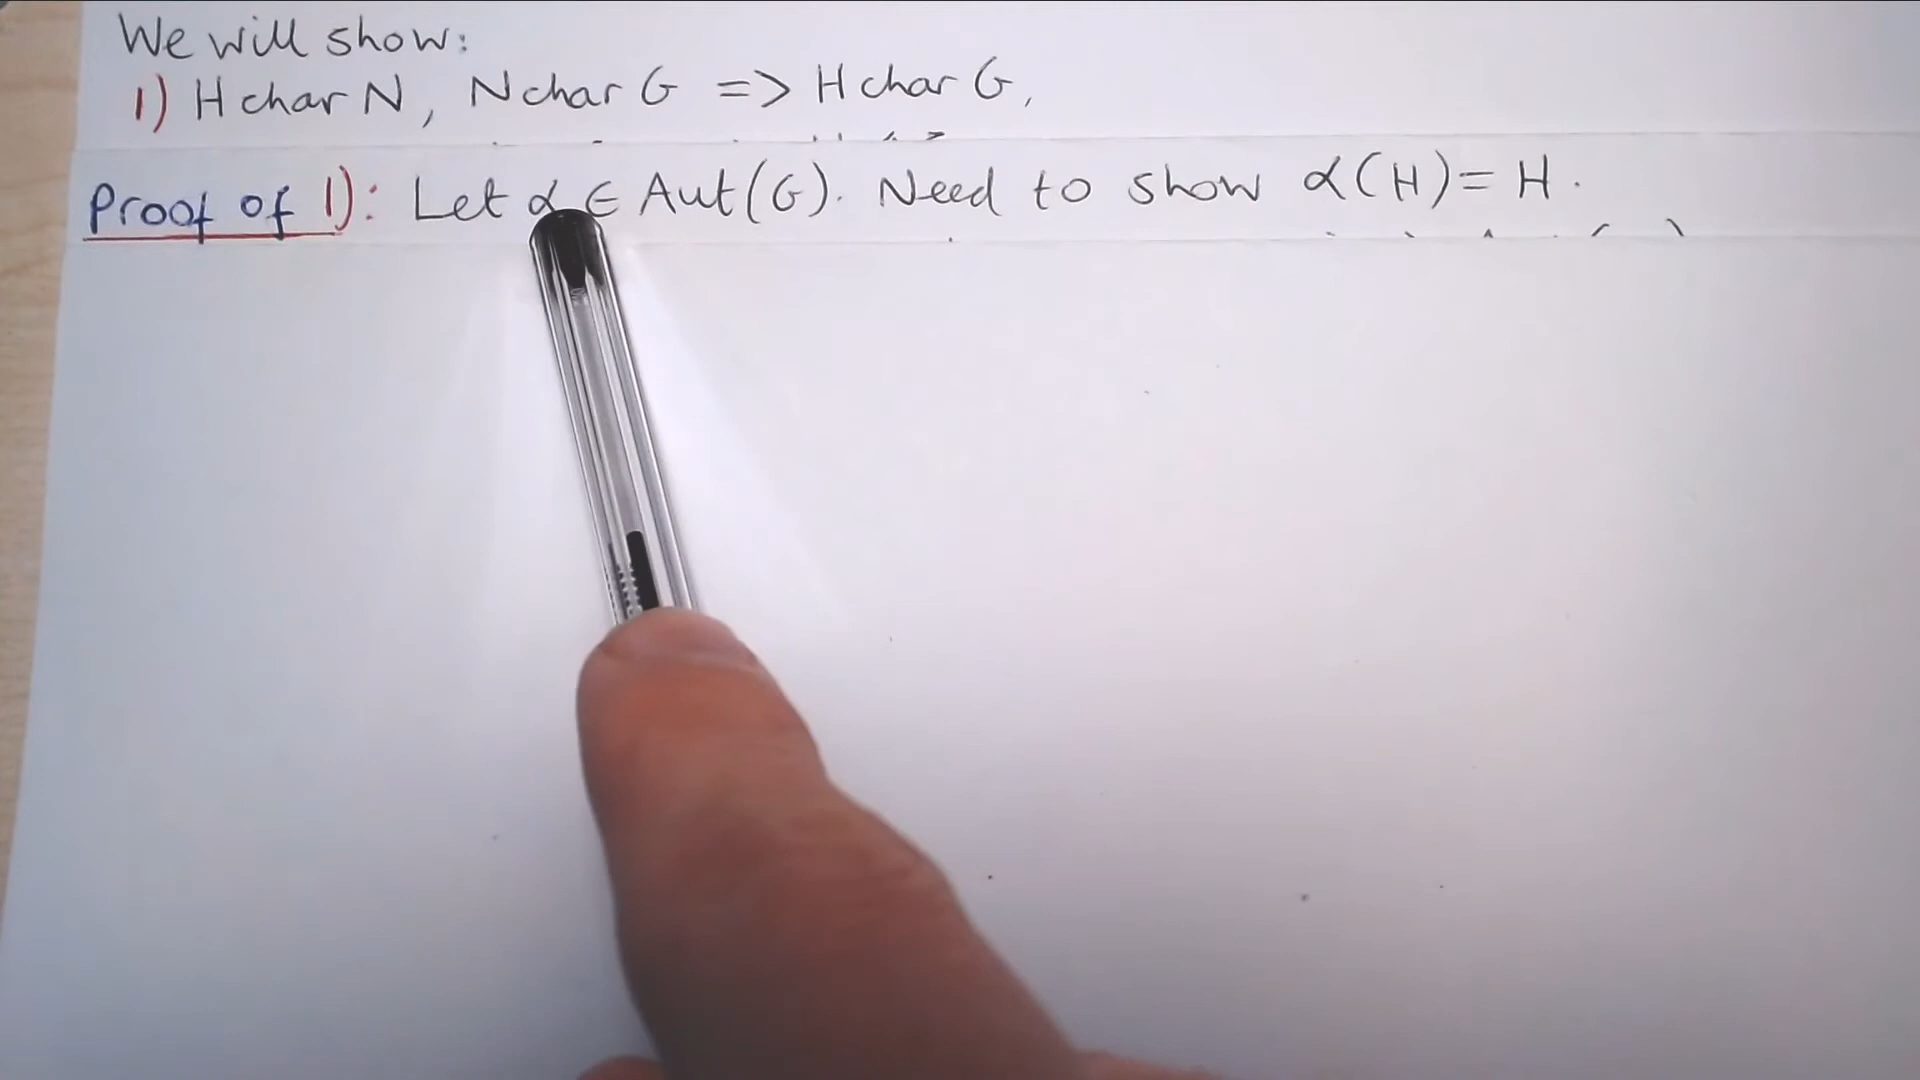 We will show:
1) H char N, N char G => H char G,
Proof of 1): Let α ∈ Aut(G). Need to show α(H) = H.